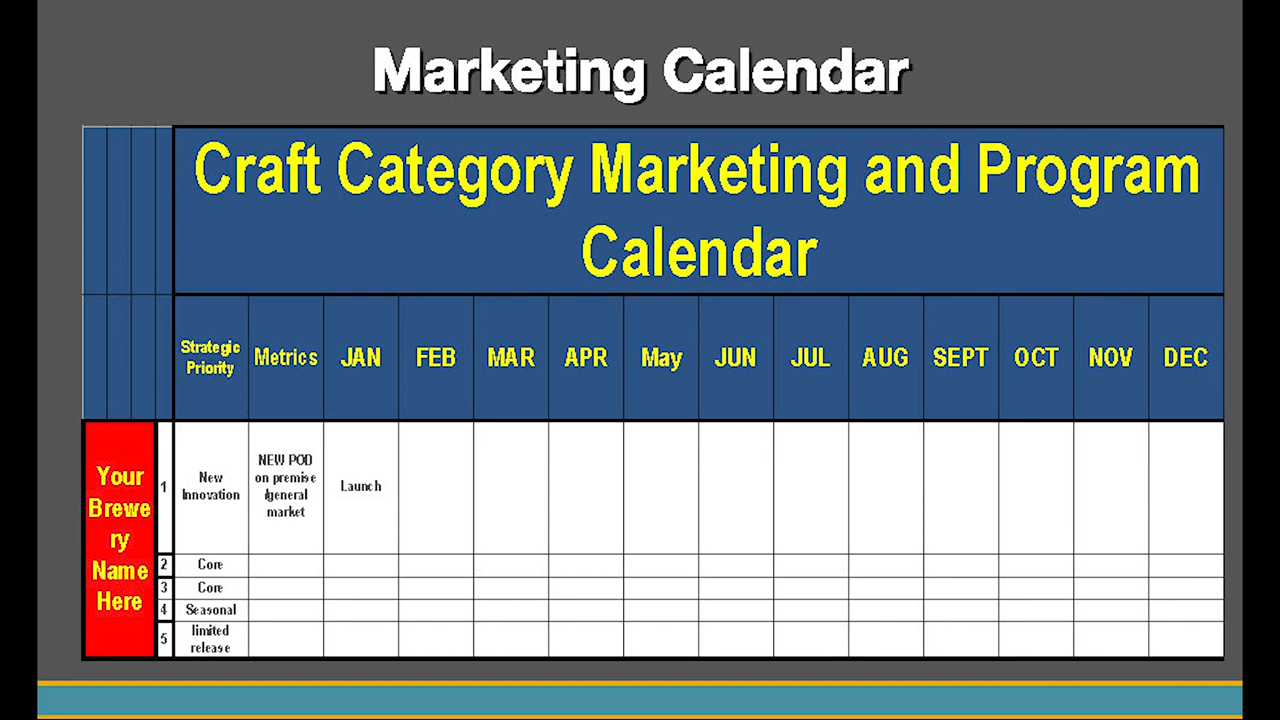 Marketing Calendar
Craft Category Marketing and Program
Calendar
Strategic
Priority
Metrics
JAN
FEB
MAR
APR
May
JUN
JUL
AUG
SEPT
OCT
NOV
DEC
Your
Brewe
ry
Name
Here
1
New
Innovation
NEW POD
on premise
/general
market
Launch
2
Core
3
Core
4
Seasonal
5
limited
release